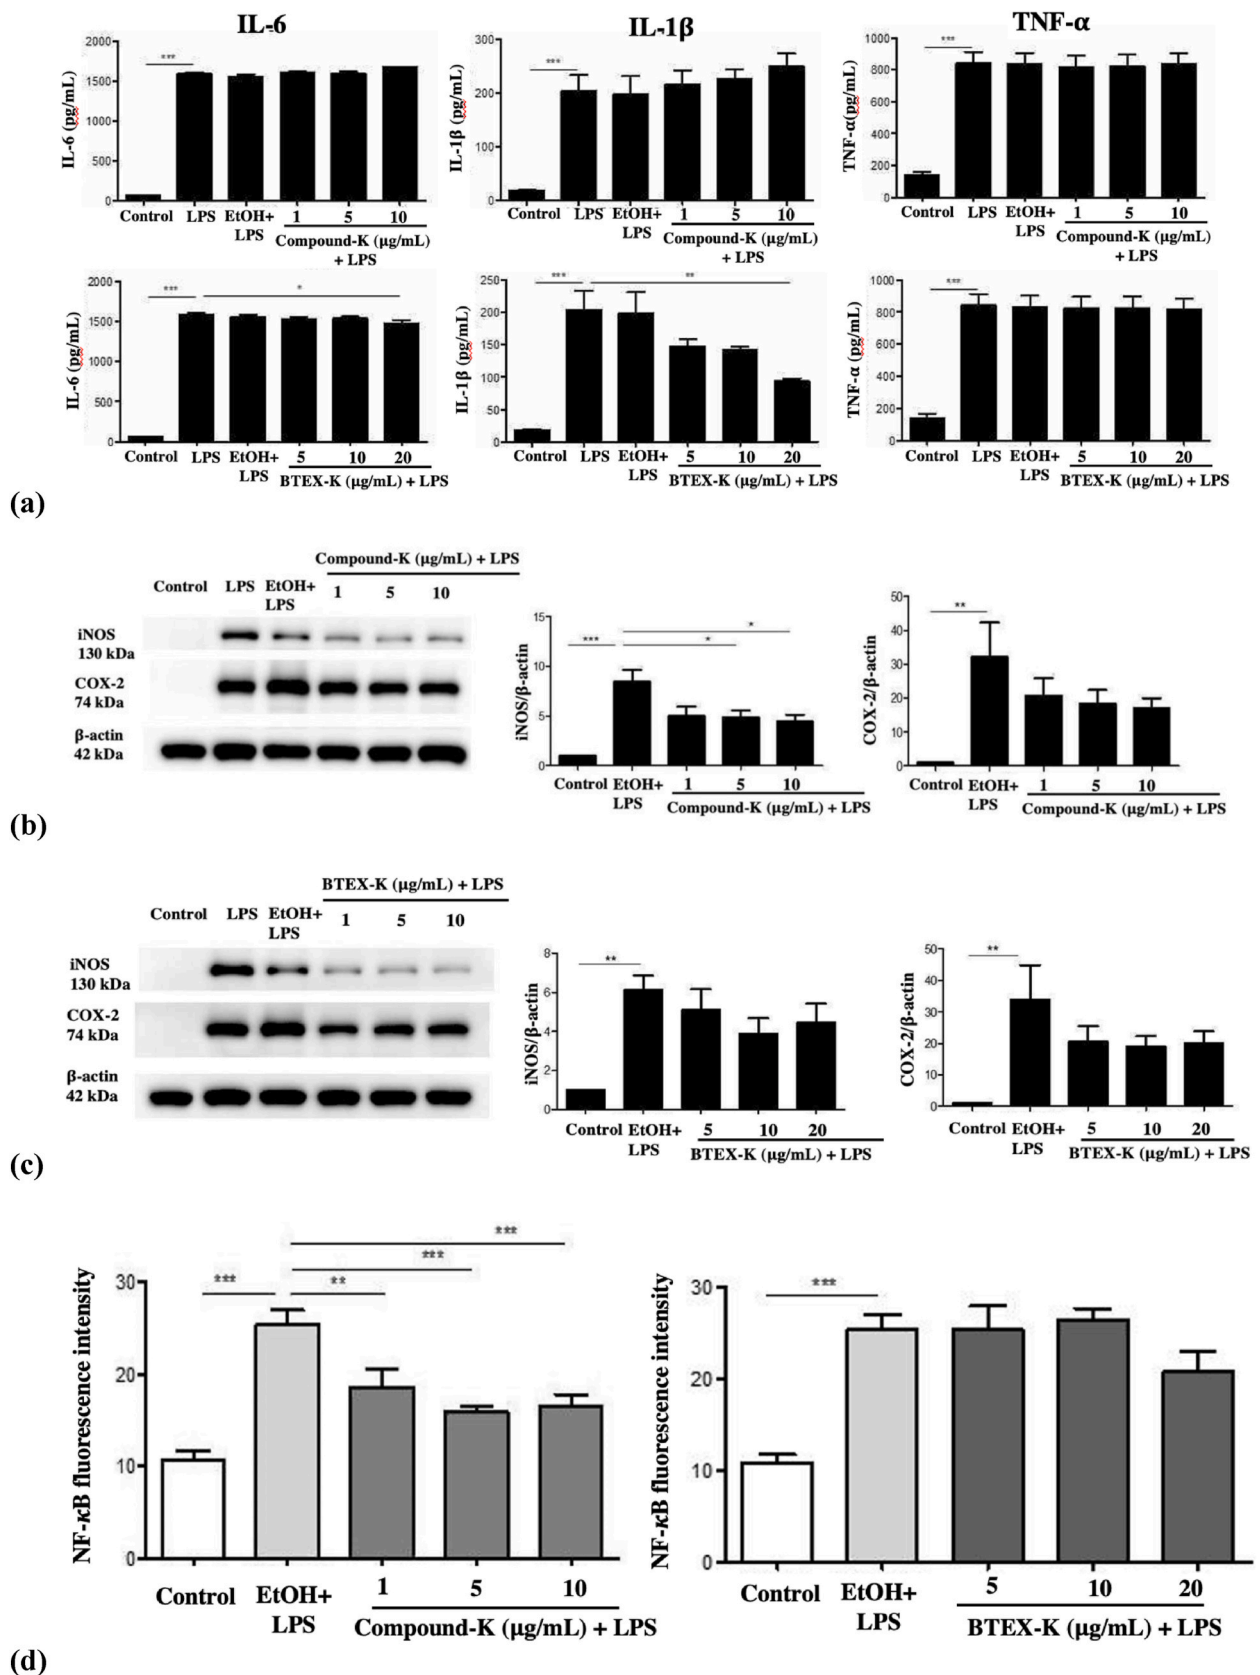 IL-6
IL-1β
TNF-α
IL-6 (pg/mL)
2000
1500
1000
500
0
***
Control LPS EtOH+ 1 5 10
LPS Compound-K (μg/mL)
+ LPS
IL-1β (pg/mL)
300
200
100
0
***
Control LPS EtOH+ 1 5 10
LPS Compound-K (μg/mL)
+ LPS
TNF-α(pg/mL)
1000
800
600
400
200
0
***
Control LPS EtOH+ 1 5 10
LPS Compound-K (μg/mL)
+ LPS
IL-6 (pg/mL)
2000
1500
1000
500
0
*** *
Control LPS EtOH+ 5 10 20
LPS BTEX-K (μg/mL) + LPS
IL-1β (pg/mL)
250
200
150
100
50
0
*** **
Control LPS EtOH+ 5 10 20
LPS BTEX-K (μg/mL) + LPS
TNF-α (pg/mL)
1000
800
600
400
200
0
***
Control LPS EtOH+ 5 10 20
LPS BTEX-K (μg/mL) + LPS
(a)
Compound-K (μg/mL) + LPS
Control LPS EtOH+ 1 5 10
LPS
iNOS
130 kDa
COX-2
74 kDa
β-actin
42 kDa
iNOS/β-actin
15
10
5
0
*
*** *
Control EtOH+ 1 5 10
LPS Compound-K (μg/mL) + LPS
COX-2/β-actin
50
40
30
20
10
0
**
Control EtOH+ 1 5 10
LPS Compound-K (μg/mL) + LPS
(b)
BTEX-K (μg/mL) + LPS
Control LPS EtOH+ 1 5 10
LPS
iNOS
130 kDa
COX-2
74 kDa
β-actin
42 kDa
iNOS/β-actin
8
6
4
2
0
**
Control EtOH+ 5 10 20
LPS BTEX-K (μg/mL) + LPS
COX-2/β-actin
50
40
30
20
10
0
**
Control EtOH+ 5 10 20
LPS BTEX-K (μg/mL) + LPS
(c)
NF-κB fluorescence intensity
30
20
10
0
***
***
*** **
Control EtOH+ 1 5 10
LPS Compound-K (μg/mL) + LPS
NF-κB fluorescence intensity
30
20
10
0
***
Control EtOH+ 5 10 20
LPS BTEX-K (μg/mL) + LPS
(d)